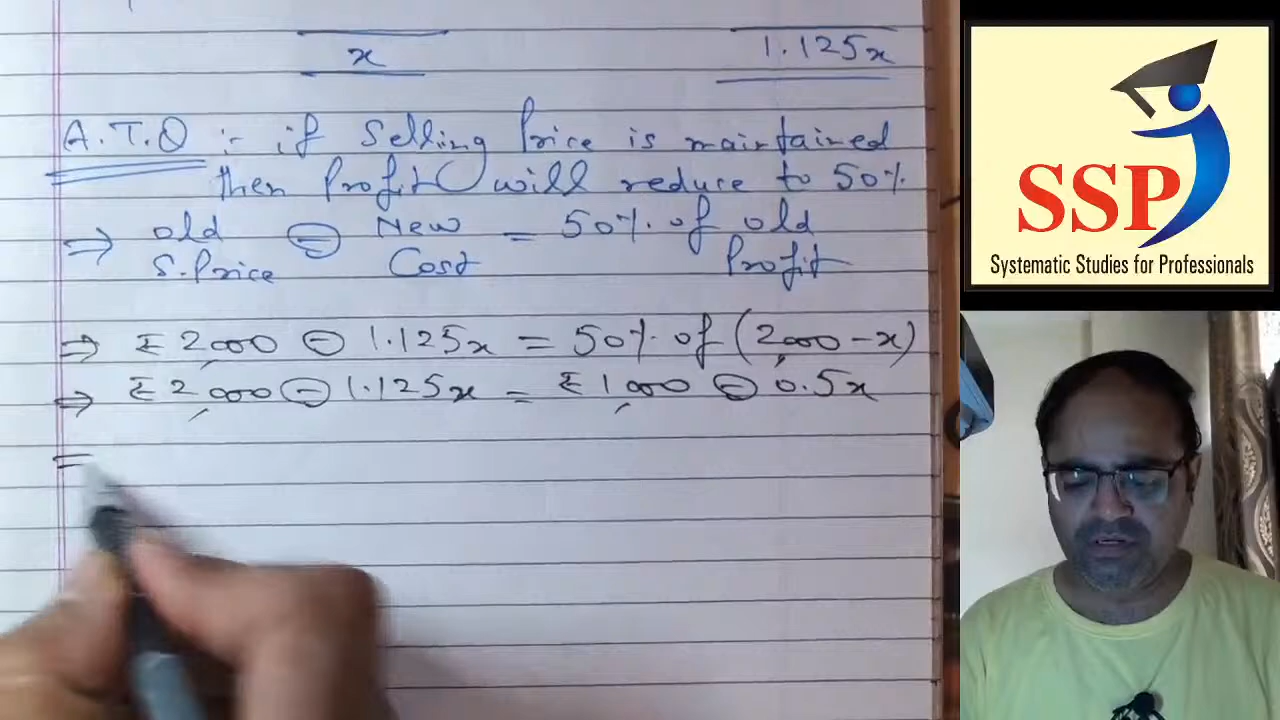 x 1.125x
A.T.Q :- if Selling Price is maintained
then Profit will reduce to 50%.
⇒ old ⊖ New = 50% of old
S.Price Cost Profit
⇒ ₹ 2,000 ⊖ 1.125x = 50% of (2,000 - x)
⇒ ₹ 2,000 ⊖ 1.125x = ₹ 1,000 ⊖ 0.5x
=
SSP
Systematic Studies for Professionals